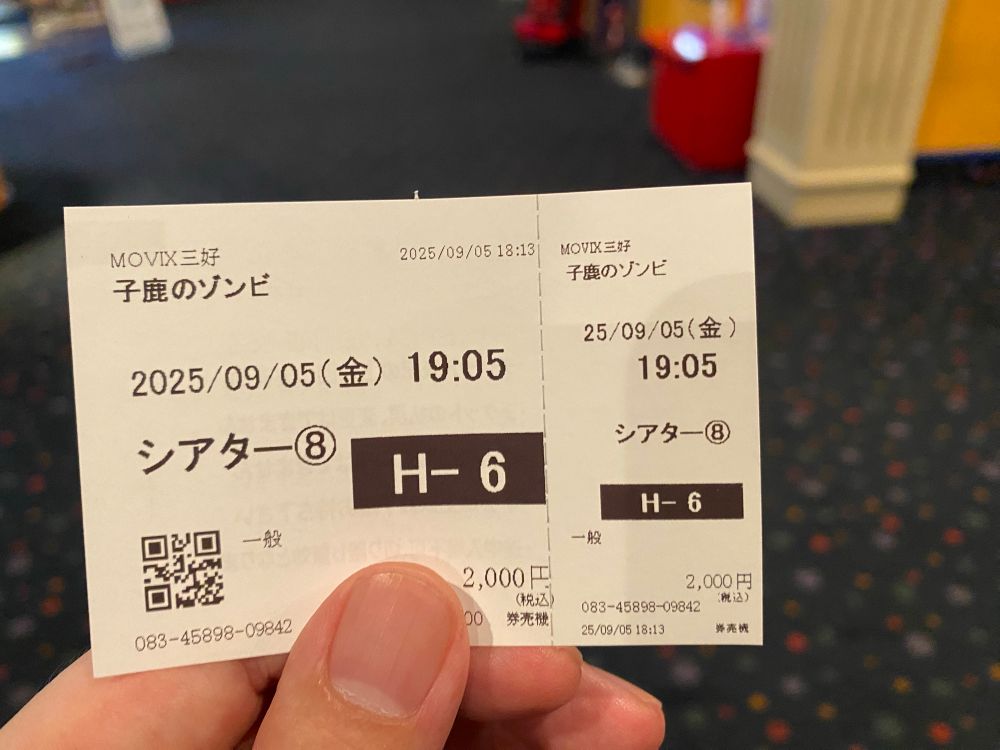 MOVIX三好
2025/09/05 18:13
子鹿のゾンビ
2025/09/05(金) 19:05
シアター⑧
H- 6
一般
2,000円
(税込)
00 券売機
083-45898-09842
MOVIX三好
子鹿のゾンビ
25/09/05(金)
19:05
シアター⑧
H- 6
一般
2,000円
(税込)
083-45898-09842
25/09/05 18:13 券売機